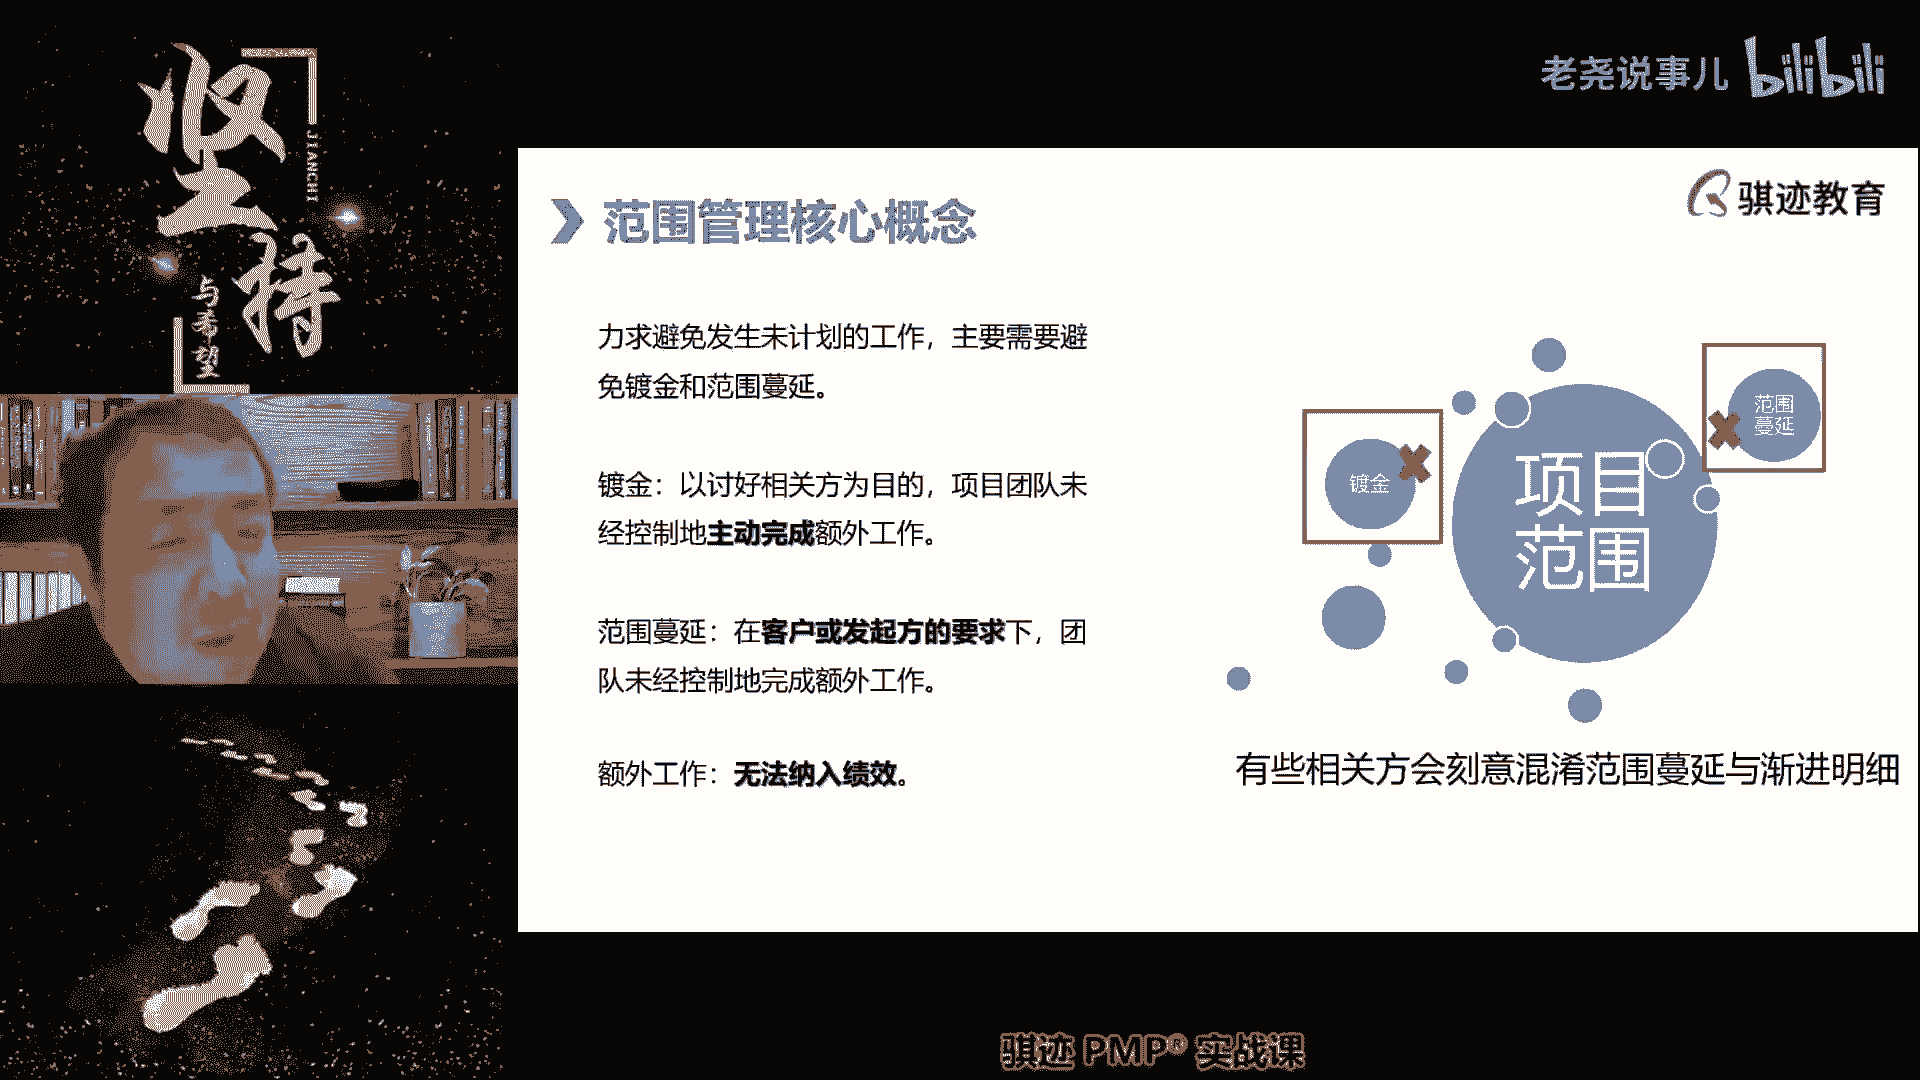 坚持
JIANCHI
与希望
老尧说事儿 bilibili
骐迹教育
范围管理核心概念
力求避免发生未计划的工作，主要需要避
免镀金和范围蔓延。
镀金：以讨好相关方为目的，项目团队未
经控制地主动完成额外工作。
范围蔓延：在客户或发起方的要求下，团
队未经控制地完成额外工作。
额外工作：无法纳入绩效。
镀金
项目
范围
范围
蔓延
有些相关方会刻意混淆范围蔓延与渐进明细
骐迹 PMP® 实战课